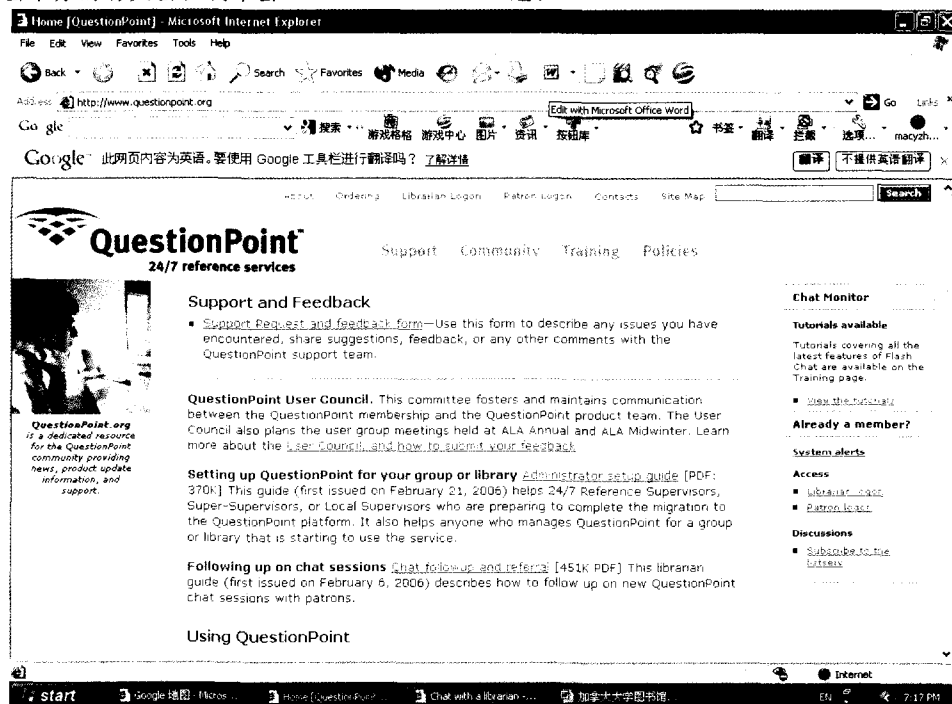 Home [QuestionPoint] - Microsoft Internet Explorer
File Edit View Favorites Tools Help
Back Search Favorites Media
Address http://www.questionpoint.org Go Links
Edit with Microsoft Office Word
Go gle 搜索 游戏格格 游戏中心 图片 资讯 按钮库 书签 翻译 拦截 选项... macyzh...
Google 此网页内容为英语。要使用 Google 工具栏进行翻译吗? 了解详情 翻译 不提供英语翻译
About Ordering Librarian Logon Patron Logon Contacts Site Map Search
QuestionPoint
24/7 reference services
Support Community Training Policies
QuestionPoint.org
is a dedicated resource
for the QuestionPoint
community providing
news, product update
information, and
support.
Support and Feedback
Support Request and feedback form—Use this form to describe any issues you have
encountered, share suggestions, feedback, or any other comments with the
QuestionPoint support team.
QuestionPoint User Council. This committee fosters and maintains communication
between the QuestionPoint membership and the QuestionPoint product team. The User
Council also plans the user group meetings held at ALA Annual and ALA Midwinter. Learn
more about the User Council, and how to submit your feedback
Setting up QuestionPoint for your group or library Administrator setup guide [PDF:
370K] This guide (first issued on February 21, 2006) helps 24/7 Reference Supervisors,
Super-Supervisors, or Local Supervisors who are preparing to complete the migration to
the QuestionPoint platform. It also helps anyone who manages QuestionPoint for a group
or library that is starting to use the service.
Following up on chat sessions Chat followup and referral [451K PDF] This librarian
guide (first issued on February 6, 2006) describes how to follow up on new QuestionPoint
chat sessions with patrons.
Using QuestionPoint
Chat Monitor
Tutorials available
Tutorials covering all the
latest features of Flash
Chat are available on the
Training page.
View the tutorials
Already a member?
System alerts
Access
Librarian logon
Patron logon
Discussions
Subscribe to the
listserv
Internet
start Google 地图 - Micros ... Home [QuestionPoint] ... Chat with a librarian -... 加拿大大学图书馆... EN 7:17 PM